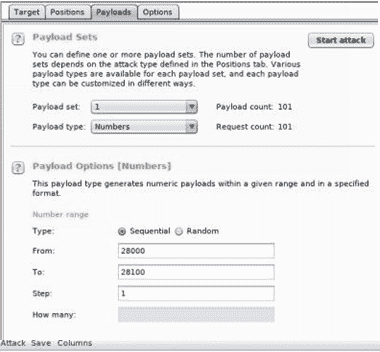 Target Positions Payloads Options
? Payload Sets Start attack
You can define one or more payload sets. The number of payload
sets depends on the attack type defined in the Positions tab. Various
payload types are available for each payload set, and each payload
type can be customized in different ways.
Payload set: 1 Payload count: 101
Payload type: Numbers Request count: 101
? Payload Options [Numbers]
This payload type generates numeric payloads within a given range and in a specified
format.
Number range
Type: Sequential Random
From: 28000
To: 28100
Step: 1
How many:
Attack Save Columns